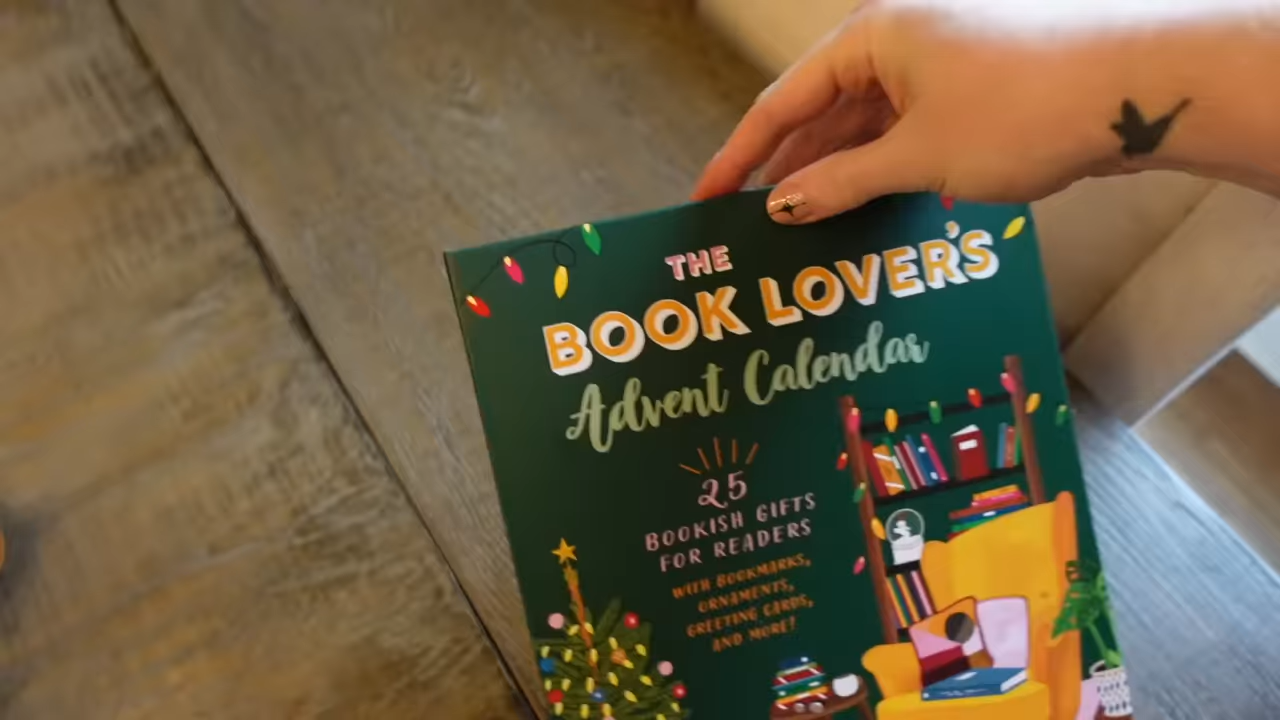 THE
BOOK LOVER'S
Advent Calendar
25
BOOKISH GIFTS
FOR READERS
WITH BOOKMARKS,
ORNAMENTS,
GREETING CARDS,
AND MORE!